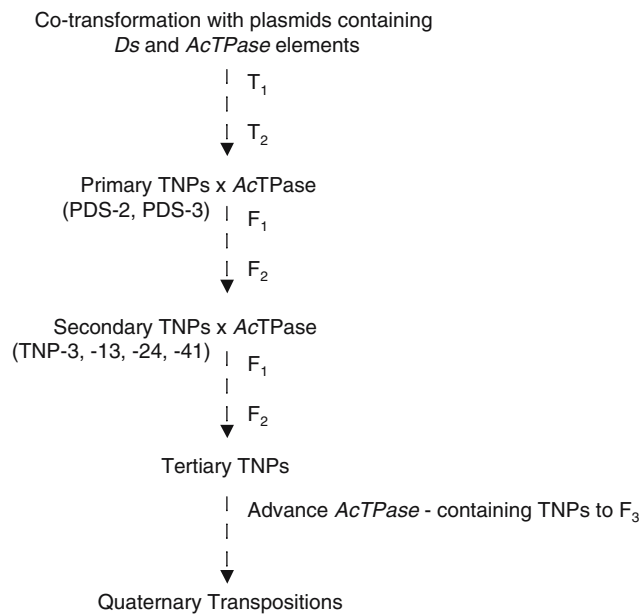 Co-transformation with plasmids containing
Ds and AcTPase elements
T₁
T₂
Primary TNPs x AcTPase
(PDS-2, PDS-3)
F₁
F₂
Secondary TNPs x AcTPase
(TNP-3, -13, -24, -41)
F₁
F₂
Tertiary TNPs
Advance AcTPase - containing TNPs to F₃
Quaternary Transpositions